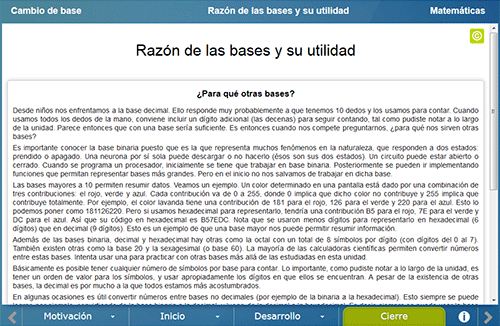 Cambio de base
Razón de las bases y su utilidad
Matemáticas
Razón de las bases y su utilidad
¿Para qué otras bases?
Desde niños nos enfrentamos a la base decimal. Ello responde muy probablemente a que tenemos 10 dedos y los usamos para contar. Cuando
usamos todos los dedos de la mano, conviene incluir un dígito adicional (las decenas) para seguir contando, tal como pudiste notar a lo largo
de la unidad. Parece entonces que con una base sería suficiente. Es entonces cuando nos compete preguntarnos, ¿para qué nos sirven otras
bases?
Es importante conocer la base binaria puesto que es la que representa muchos fenómenos en la naturaleza, que responden a dos estados:
prendido o apagado. Una neurona por sí sola puede descargar o no hacerlo (ésos son sus dos estados). Un circuito puede estar abierto o
cerrado. Cuando se programa un procesador, inicialmente se tiene que trabajar en base binaria. Posteriormente se pueden ir implementando
funciones que permitan representar bases más grandes. Pero en el inicio no nos salvamos de trabajar en dicha base.
Las bases mayores a 10 permiten resumir datos. Veamos un ejemplo. Un color determinado en una pantalla está dado por una combinación de
tres contribuciones: el rojo, verde y azul. Cada contribución va de 0 a 255, donde 0 implica que dicho color no contribuye y 255 implica que
contribuye totalmente. Por ejemplo, el color lavanda tiene una contribución de 181 para el rojo, 126 para el verde y 220 para el azul. Esto lo
podemos poner como 181126220. Pero si usamos hexadecimal para representarlo, tendría una contribución B5 para el rojo, 7E para el verde y
DC para el azul. Así que su código en hexadecimal es B57EDC. Nota que se usaron menos dígitos para representarlo en hexadecimal (6
dígitos) que en decimal (9 dígitos). Esto es un ejemplo de que una base mayor nos puede permitir resumir información.
Además de las bases binaria, decimal y hexadecimal hay otras como la octal con un total de 8 símbolos por dígito (con dígitos del 0 al 7).
También existen otras como la 20 y la sexagesimal (o base 60). La mayoría de las calculadoras científicas permiten convertir números
entre estas bases. Intenta usar una para practicar con otras bases más allá de las estudiadas en esta unidad.
Básicamente es posible tener cualquier número de símbolos por base para contar. Lo importante, como pudiste notar a lo largo de la unidad, es
tener un orden de valor para los símbolos, y usar apropiadamente los dígitos en que ellos se encuentran. A pesar de la existencia de otras
bases, la decimal es por mucho a la que todos estamos más acostumbrados.
En algunas ocasiones es útil convertir números entre bases no decimales (por ejemplo de la binaria a la hexadecimal). Esto siempre se puede
Motivación
Inicio
Desarrollo
Cierre